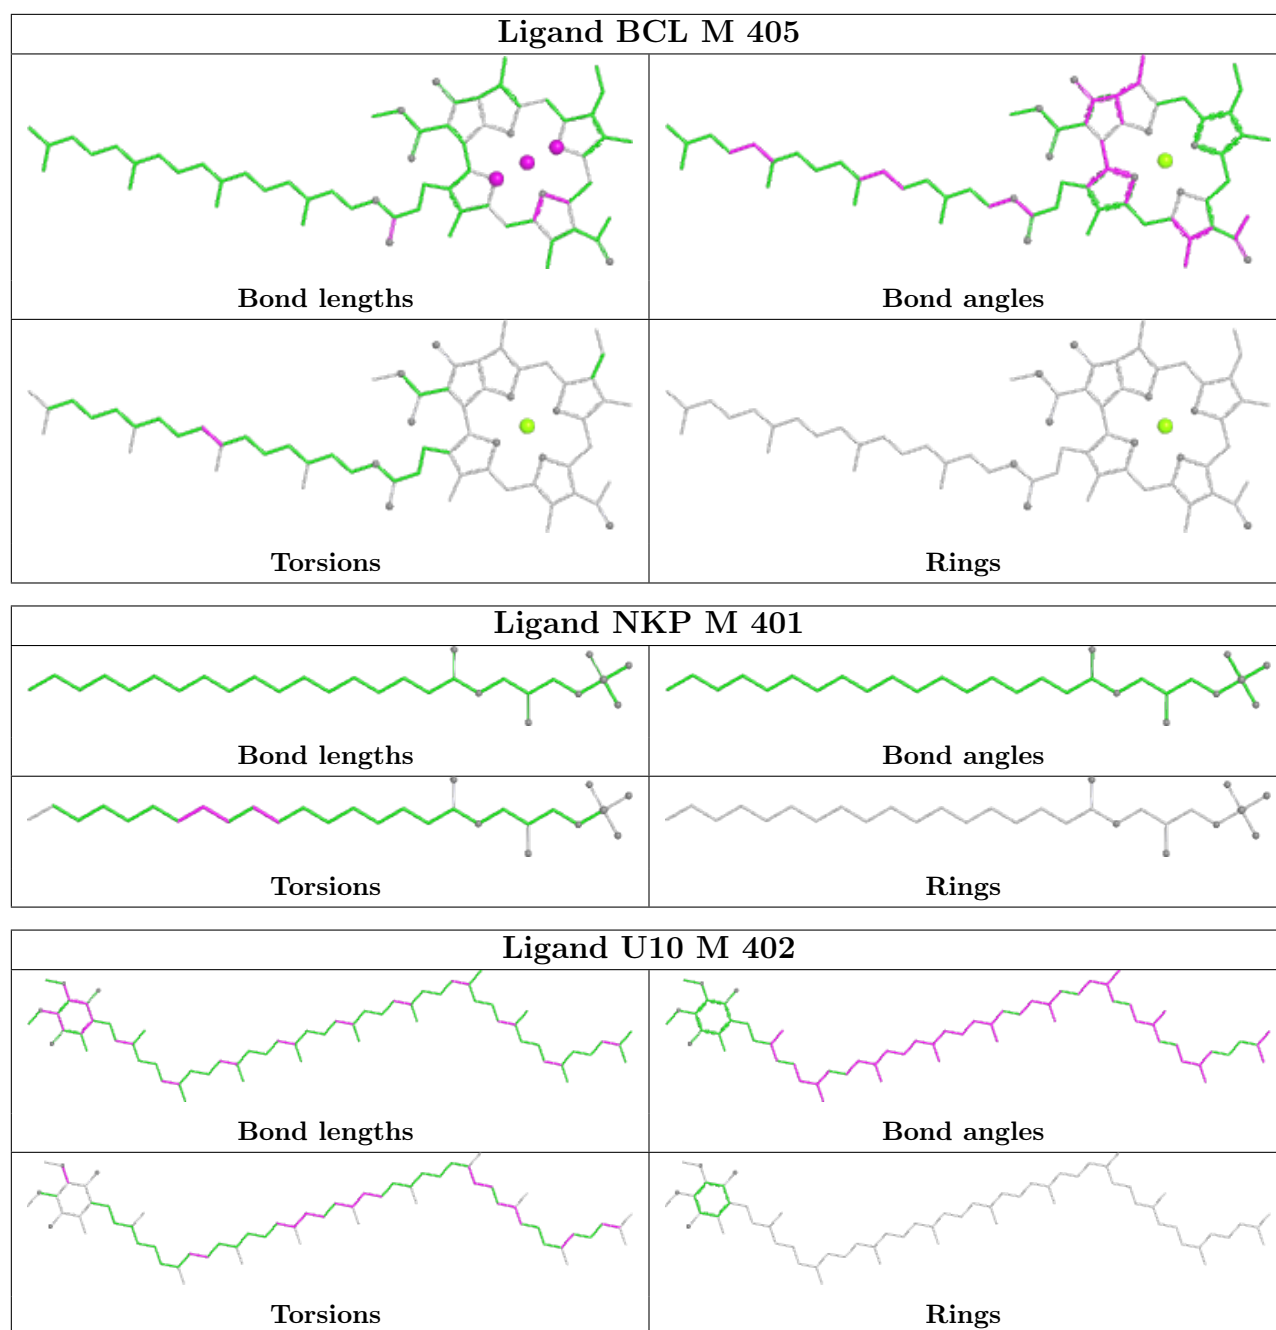 Ligand BCL M 405
Bond lengths
Bond angles
Torsions
Rings
Ligand NKP M 401
Bond lengths
Bond angles
Torsions
Rings
Ligand U10 M 402
Bond lengths
Bond angles
Torsions
Rings